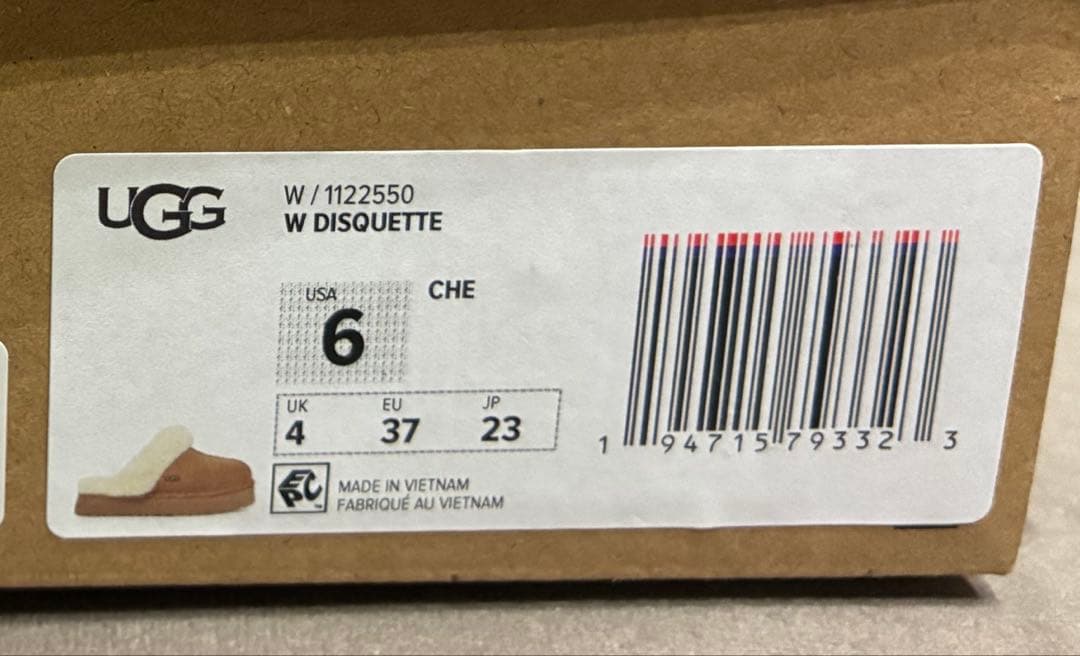 UGG
W / 1122550
W DISQUETTE
USA
6
CHE
UK EU JP
4 37 23
EPC
MADE IN VIETNAM
FABRIQUÉ AU VIETNAM
1 94715 79332 3